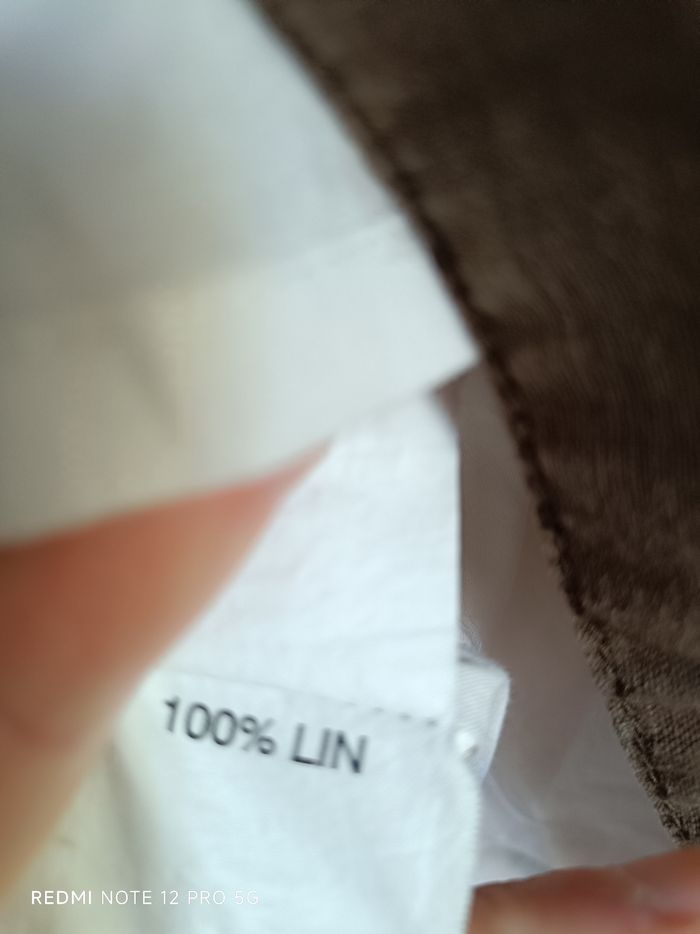 100% LIN
REDMI NOTE 12 PRO 5G